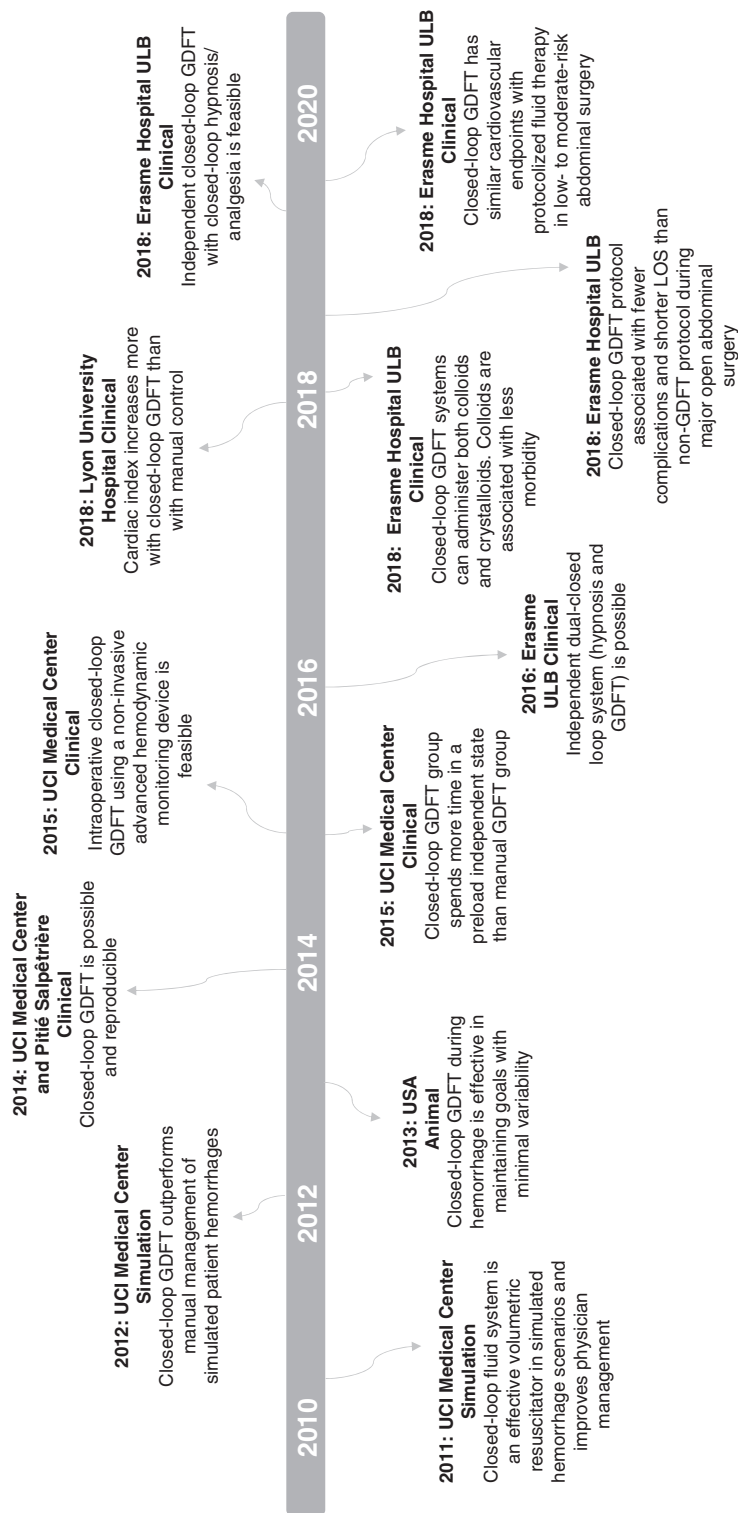 2014: UCI Medical Center
and Pitié Salpêtrière
Clinical
Closed-loop GDFT is possible
and reproducible
2012: UCI Medical Center
Simulation
Closed-loop GDFT outperforms
manual management of
simulated patient hemorrhages
2015: UCI Medical Center
Clinical
Intraoperative closed-loop
GDFT using a non-invasive
advanced hemodynamic
monitoring device is
feasible
2018: Lyon University
Hospital Clinical
Cardiac index increases more
with closed-loop GDFT than
with manual control
2018: Erasme Hospital ULB
Clinical
Independent closed-loop GDFT
with closed-loop hypnosis/
analgesia is feasible
2010
2012
2014
2016
2018
2020
2011: UCI Medical Center
Simulation
Closed-loop fluid system is
an effective volumetric
resuscitator in simulated
hemorrhage scenarios and
improves physician
management
2013: USA
Animal
Closed-loop GDFT during
hemorrhage is effective in
maintaining goals with
minimal variability
2015: UCI Medical Center
Clinical
Closed-loop GDFT group
spends more time in a
preload independent state
than manual GDFT group
2016: Erasme
ULB Clinical
Independent dual-closed
loop system (hypnosis and
GDFT) is possible
2018: Erasme Hospital ULB
Clinical
Closed-loop GDFT systems
can administer both colloids
and crystalloids. Colloids are
associated with less
morbidity
2018: Erasme Hospital ULB
Closed-loop GDFT protocol
associated with fewer
complications and shorter LOS than
non-GDFT protocol during
major open abdominal
surgery
2018: Erasme Hospital ULB
Clinical
Closed-loop GDFT has
similar cardiovascular
endpoints with
protocolized fluid therapy
in low- to moderate-risk
abdominal surgery